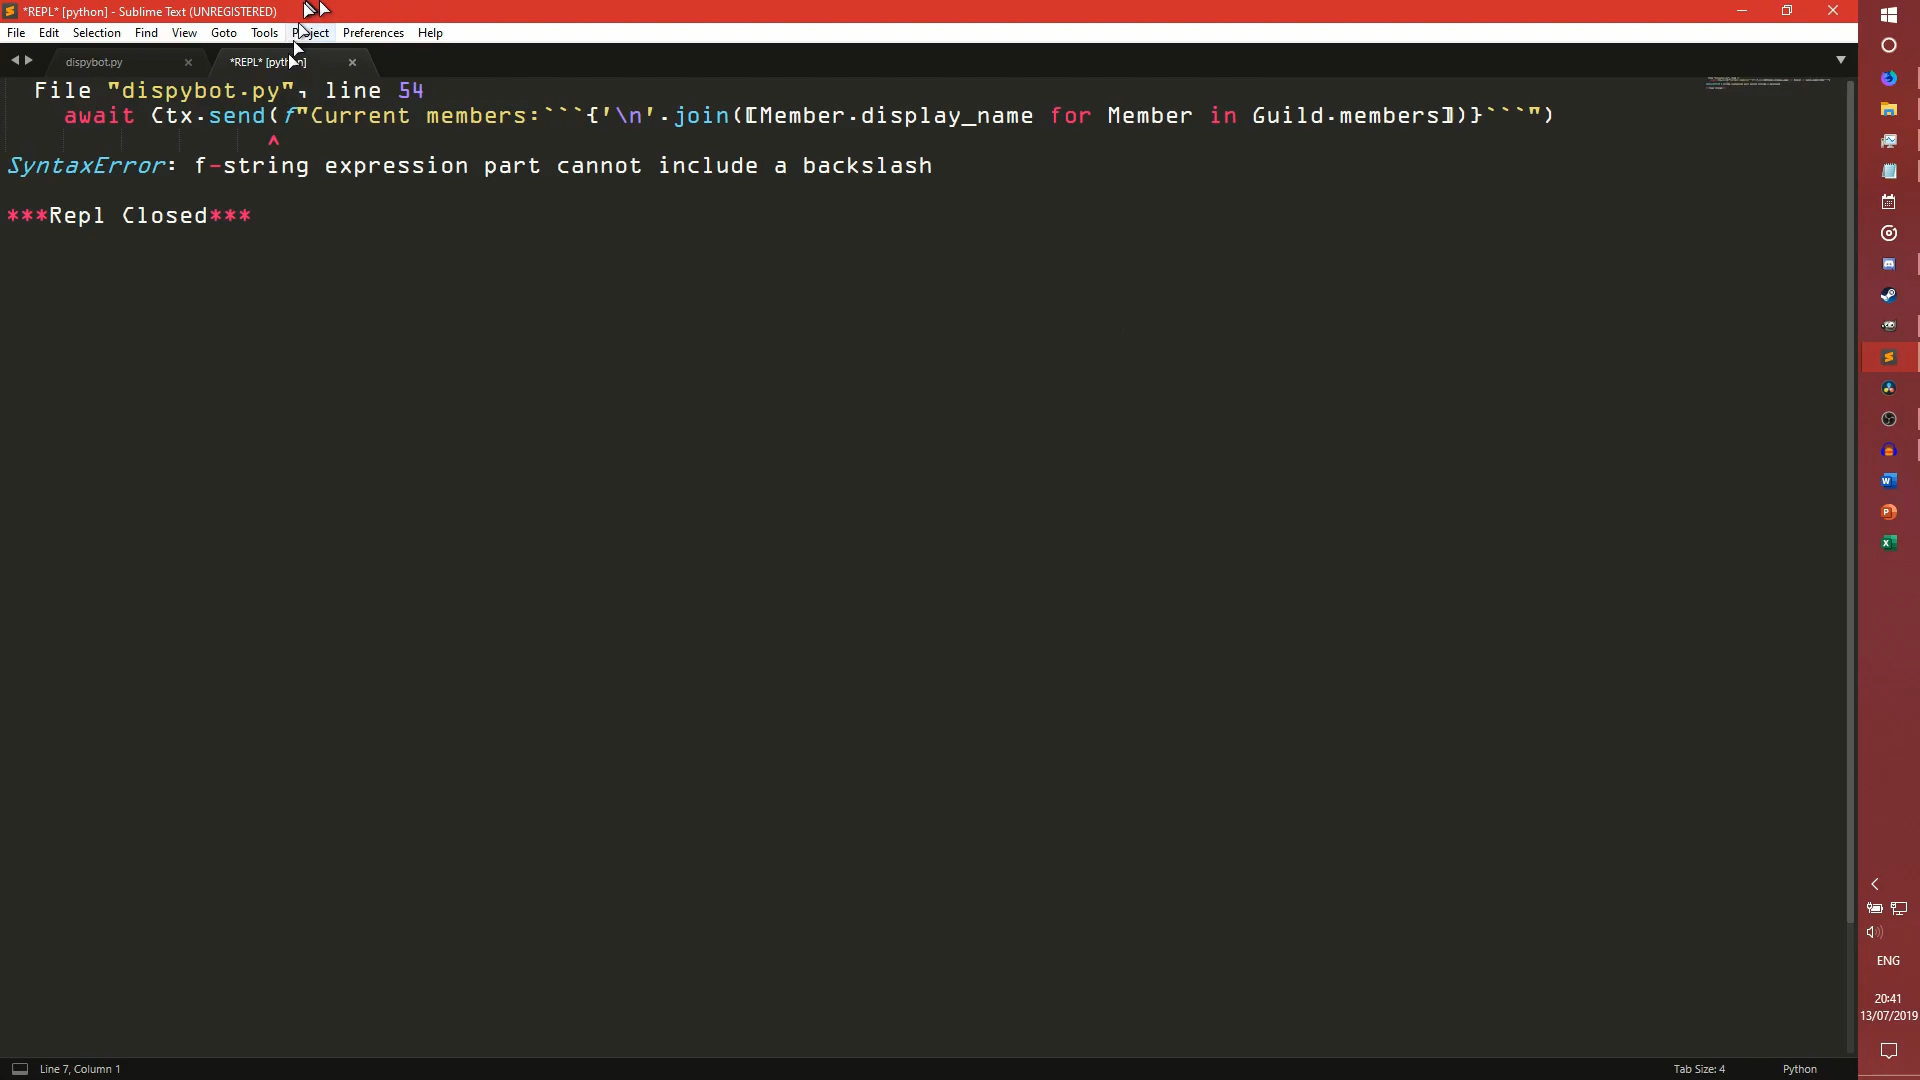 *REPL* [python] - Sublime Text (UNREGISTERED)
File Edit Selection Find View Goto Tools Project Preferences Help
dispybot.py *REPL* [python]
File "dispybot.py", line 54
await Ctx.send(f"Current members:```{'\n'.join([Member.display_name for Member in Guild.members])}```")
^
SyntaxError: f-string expression part cannot include a backslash
***Repl Closed***
ENG
20:41
13/07/2019
Line 7, Column 1 Tab Size: 4 Python